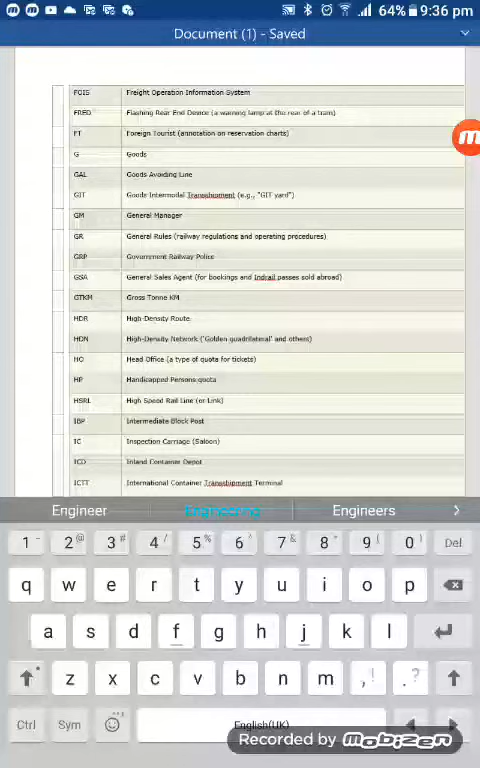 64% 9:36 pm
Document (1) - Saved
FOIS Freight Operation Information System
FRED Flashing Rear End Device (a warning lamp at the rear of a train)
FT Foreign Tourist (annotation on reservation charts)
G Goods
GAL Goods Avoiding Line
GIT Goods Intermodal Transhipment (e.g., "GIT yard")
GM General Manager
GR General Rules (railway regulations and operating procedures)
GRP Government Railway Police
GSA General Sales Agent (for bookings and Indrail passes sold abroad)
GTKM Gross Tonne KM
HDR High-Density Route
HDN High-Density Network ('Golden quadrilateral' and others)
HO Head Office (a type of quota for tickets)
HP Handicapped Persons quota
HSRL High Speed Rail Line (or Link)
IBP Intermediate Block Post
IC Inspection Carriage (Saloon)
ICD Inland Container Depot
ICTT International Container Transhipment Terminal
Engineer Engineering Engineers
1 - 2 @ 3 # 4 / 5 % 6 ^ 7 & 8 * 9 ( 0 ) Del
q w e r t y u i o p
a s d f g h j k l
z x c v b n m , ! . ?
Ctrl Sym English(UK)
Recorded by mobizen